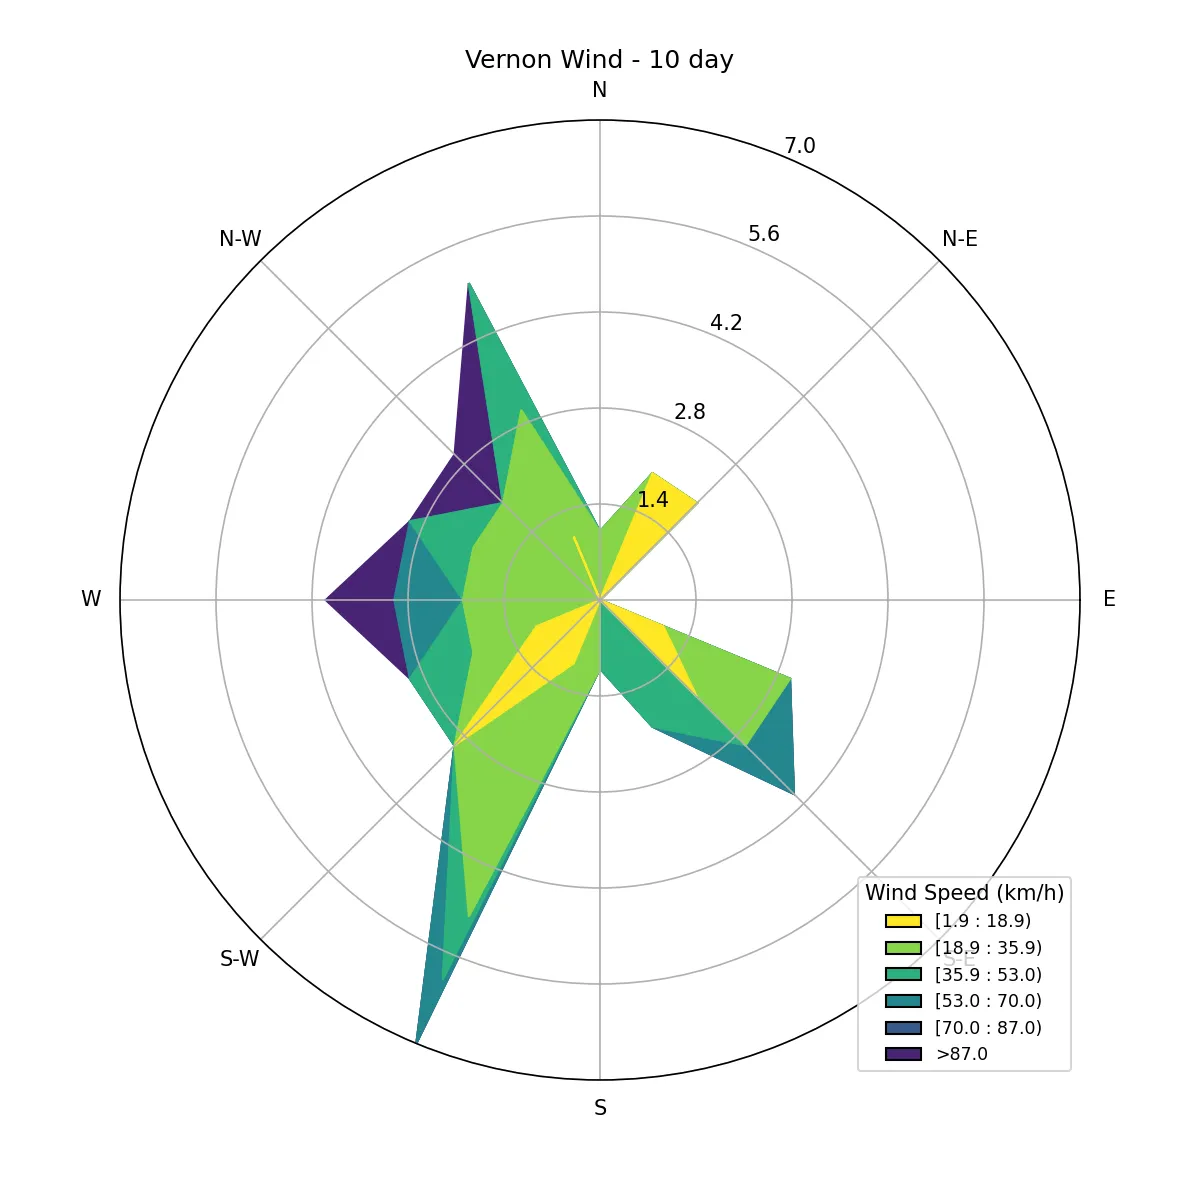 Vernon Wind - 10 day
N
7.0
5.6
N-W
N-E
4.2
2.8
1.4
W
E
S-W
S-E
S
Wind Speed (km/h)
[1.9 : 18.9)
[18.9 : 35.9)
[35.9 : 53.0)
[53.0 : 70.0)
[70.0 : 87.0)
>87.0